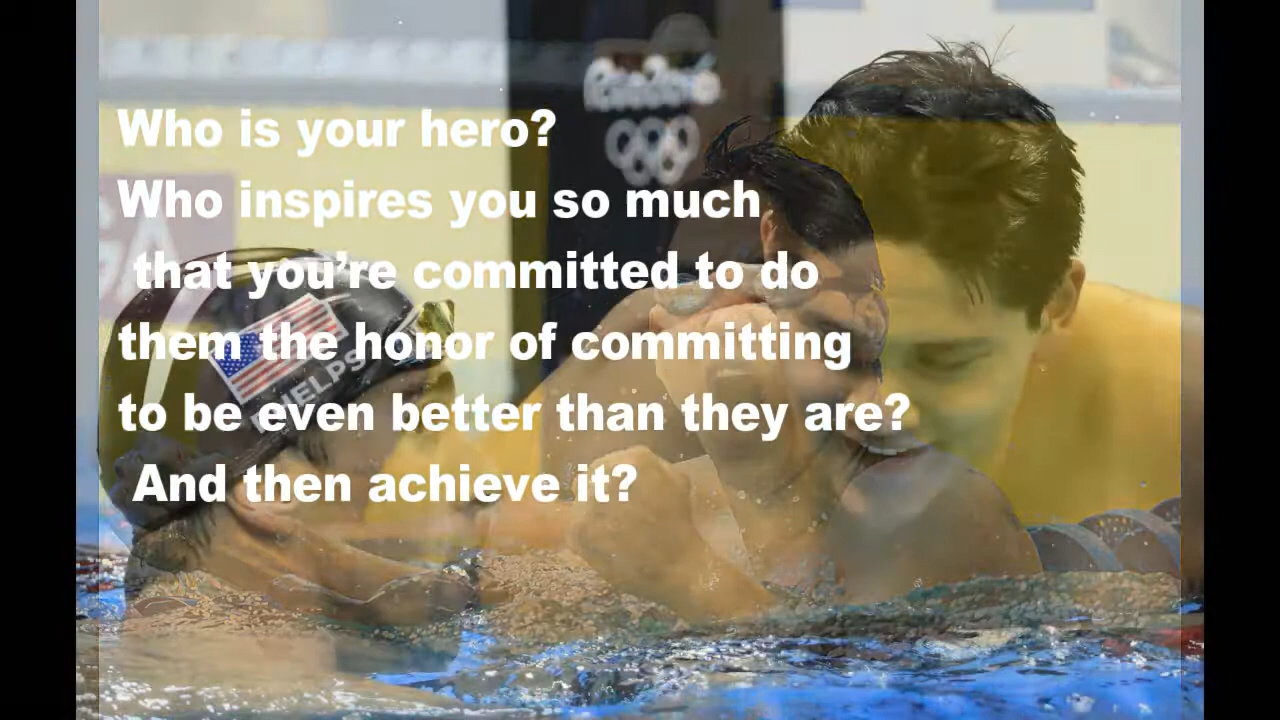 Who is your hero?
Who inspires you so much
that you’re committed to do
them the honor of committing
to be even better than they are?
And then achieve it?
PHELPS